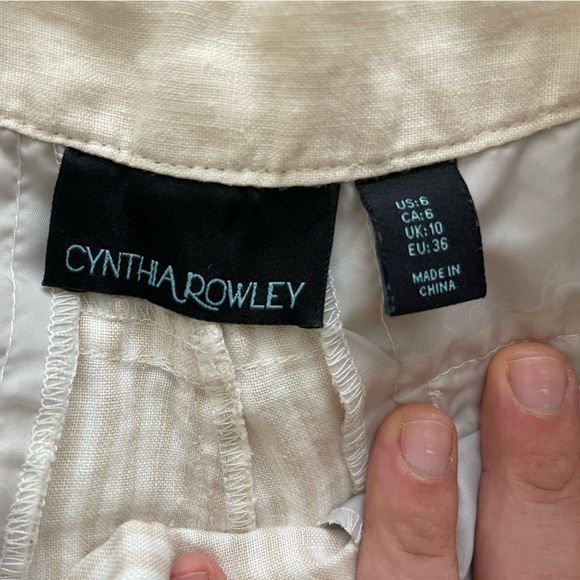 CYNTHIA ROWLEY
US:6
CA:6
UK:10
EU:36
MADE IN
CHINA